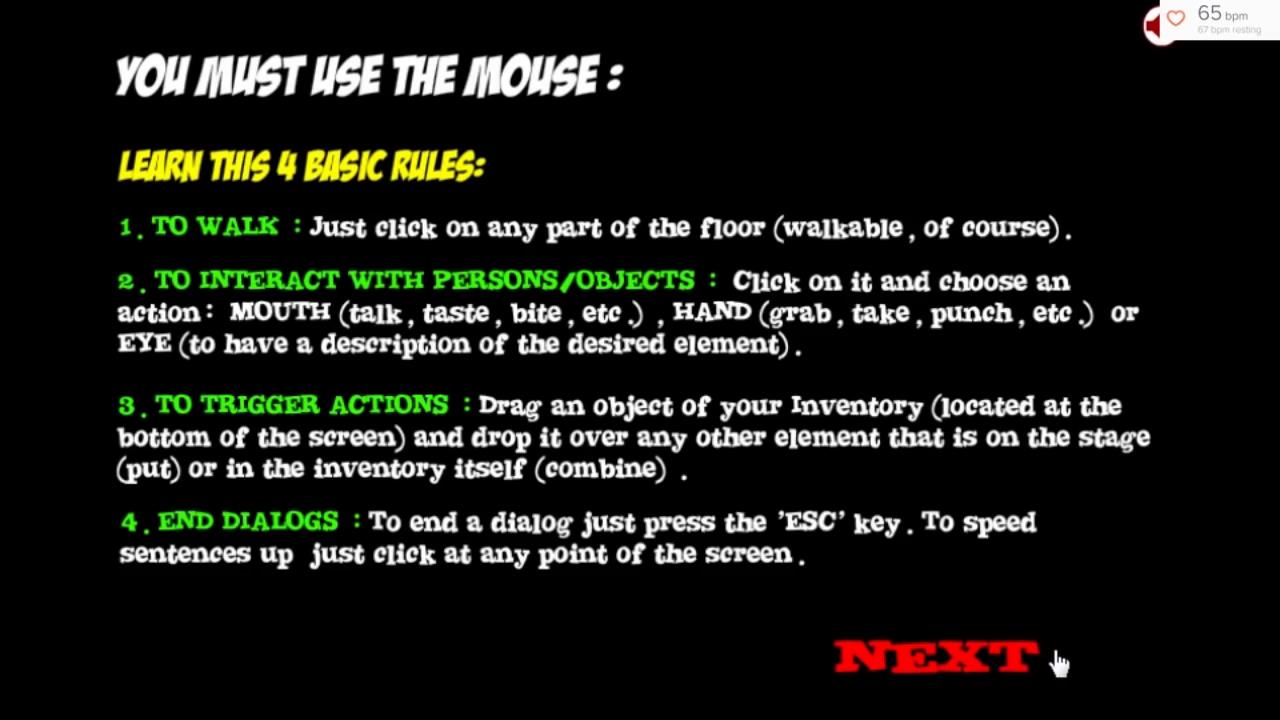 65 bpm
67 bpm resting
YOU MUST USE THE MOUSE :
LEARN THIS 4 BASIC RULES:
1. TO WALK : Just click on any part of the floor (walkable, of course).
2. TO INTERACT WITH PERSONS/OBJECTS : Click on it and choose an
action: MOUTH (talk, taste, bite, etc.) , HAND (grab, take, punch, etc.) or
EYE (to have a description of the desired element).
3. TO TRIGGER ACTIONS : Drag an object of your Inventory (located at the
bottom of the screen) and drop it over any other element that is on the stage
(put) or in the inventory itself (combine) .
4. END DIALOGS : To end a dialog just press the 'ESC' key. To speed
sentences up just click at any point of the screen.
NEXT